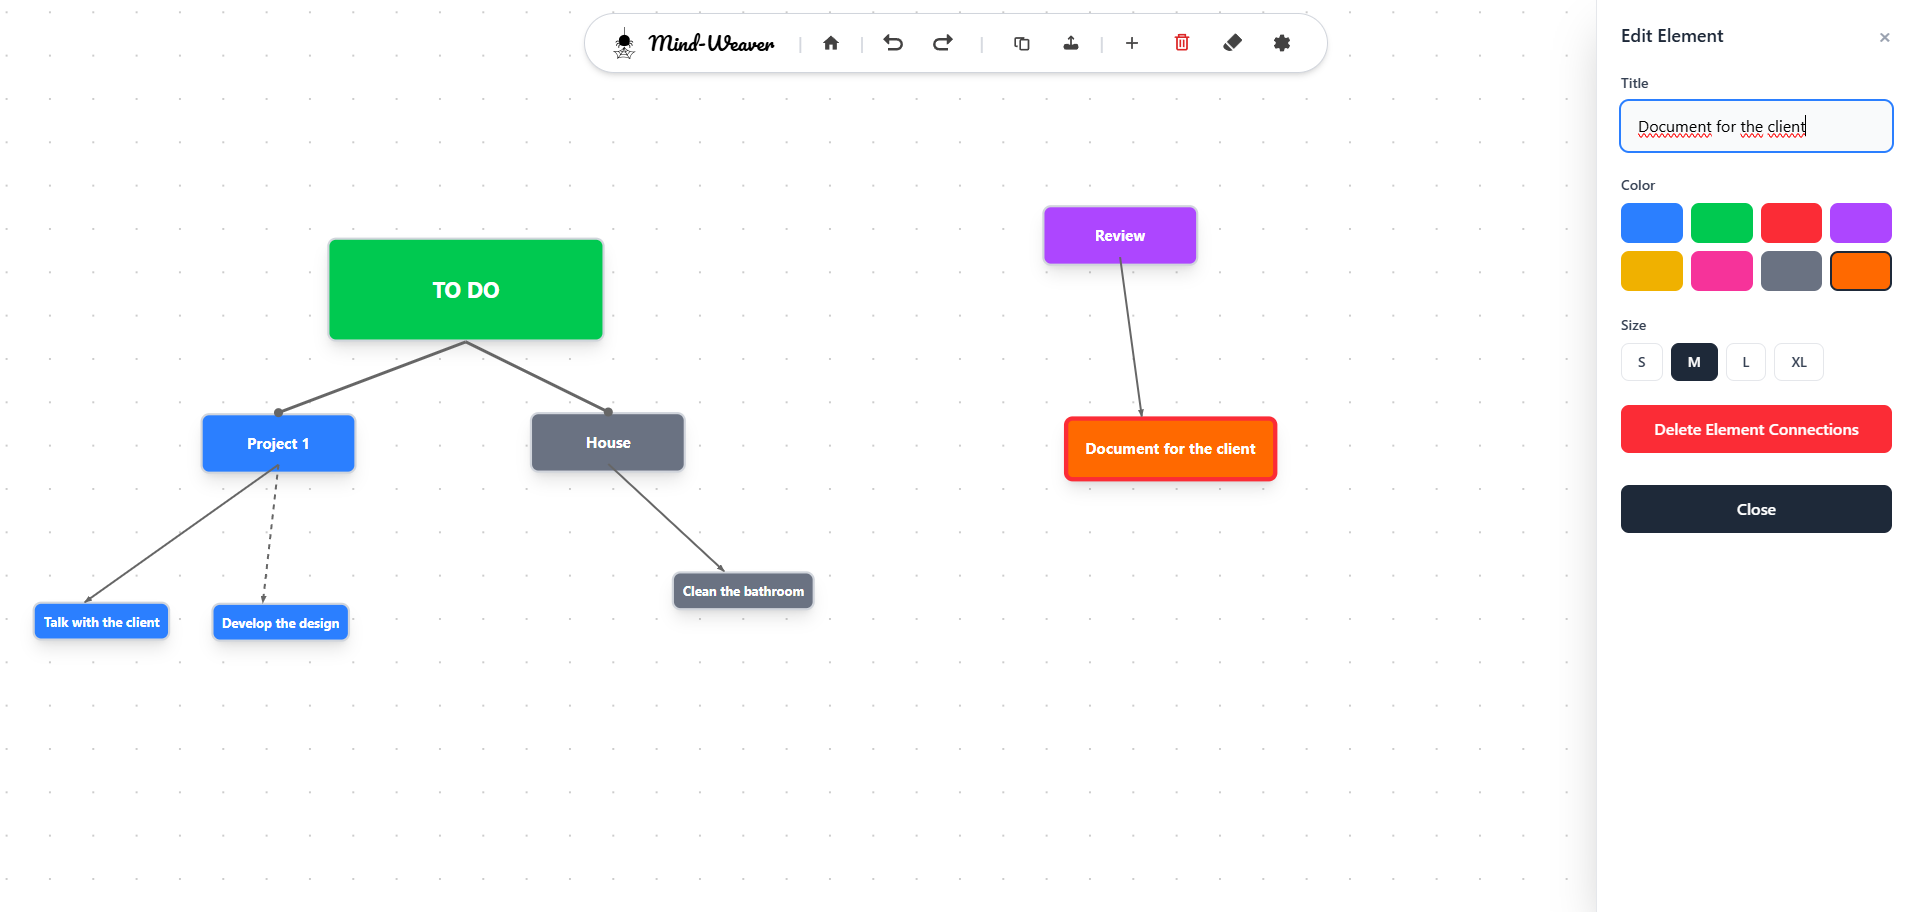 Mind-Weaver
TO DO
Project 1
House
Talk with the client
Develop the design
Clean the bathroom
Review
Document for the client
Edit Element
×
Title
Document for the client
Color
Size
S M L XL
Delete Element Connections
Close